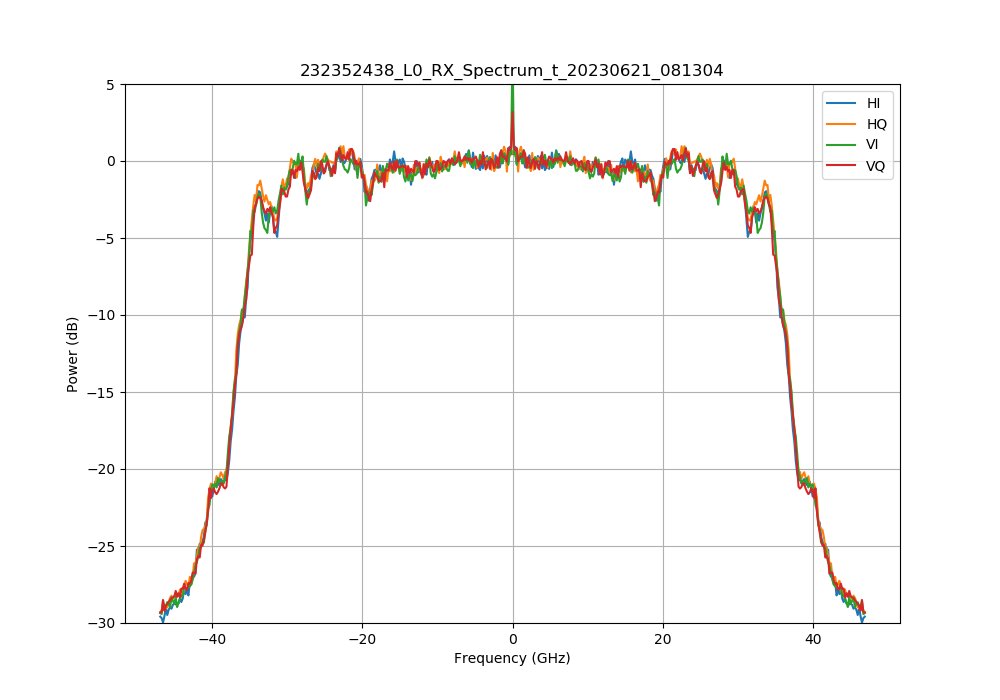 232352438_L0_RX_Spectrum_t_20230621_081304
5
0
−5
−10
−15
−20
−25
−30
Power (dB)
HI
HQ
VI
VQ
−40
−20
0
20
40
Frequency (GHz)